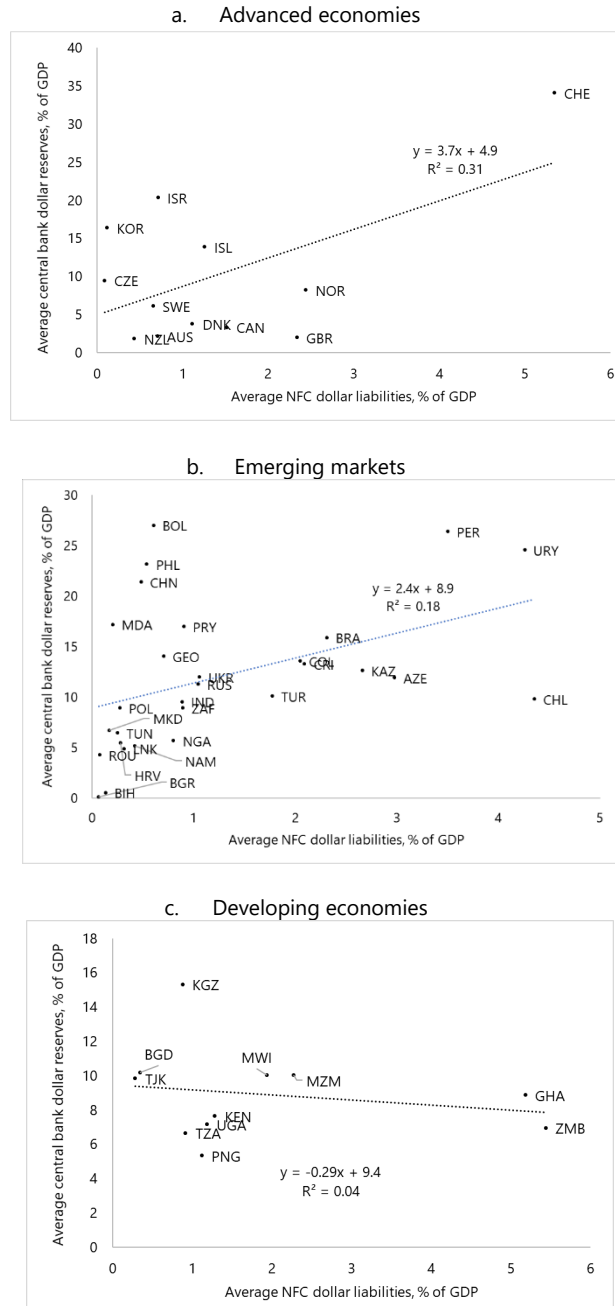 a. Advanced economies
Average central bank dollar reserves, % of GDP
40
35
30
25
20
15
10
5
0
CHE
y = 3.7x + 4.9
R² = 0.31
ISR
KOR
ISL
CZE
NOR
SWE
DNK
CAN
NZL
AUS
GBR
0 1 2 3 4 5 6
Average NFC dollar liabilities, % of GDP
b. Emerging markets
Average central bank dollar reserves, % of GDP
30
25
20
15
10
5
0
BOL
PER
URY
PHL
CHN
y = 2.4x + 8.9
R² = 0.18
MDA
PRY
BRA
GEO
COL
CRI
UKR
RUS
KAZ
AZE
TUR
CHL
IND
ZAF
POL
MKD
TUN
NGA
ROU
LNK
NAM
HRV
BGR
BIH
0 1 2 3 4 5
Average NFC dollar liabilities, % of GDP
c. Developing economies
Average central bank dollar reserves, % of GDP
18
16
14
12
10
8
6
4
2
0
KGZ
BGD
MWI
MZM
TJK
GHA
KEN
UGA
TZA
ZMB
PNG
y = -0.29x + 9.4
R² = 0.04
0 1 2 3 4 5 6
Average NFC dollar liabilities, % of GDP